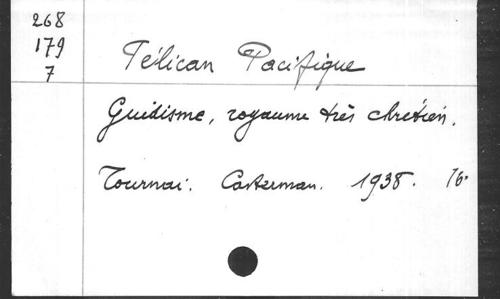 268
179
7
Pélican Pacifique
Guidisme, royaume très chrétien.
Tournai. Casterman. 1938. 16°